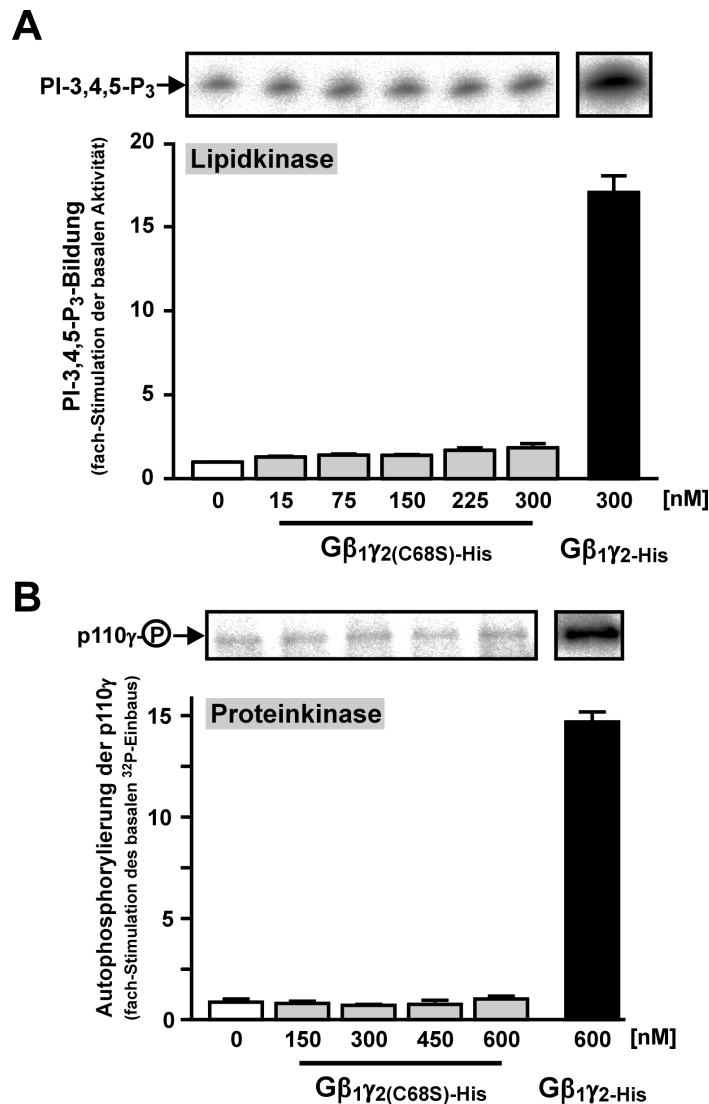 A
PI-3,4,5-P3
Lipidkinase
PI-3,4,5-P3-Bildung
(fach-Stimulation der basalen Aktivität)
20
15
10
5
0
0 15 75 150 225 300 300 [nM]
Gβ1γ2(C68S)-His Gβ1γ2-His
B
p110γ-P
Proteinkinase
Autophosphorylierung der p110γ
(fach-Stimulation des basalen 32P-Einbaus)
15
10
5
0
0 150 300 450 600 600 [nM]
Gβ1γ2(C68S)-His Gβ1γ2-His